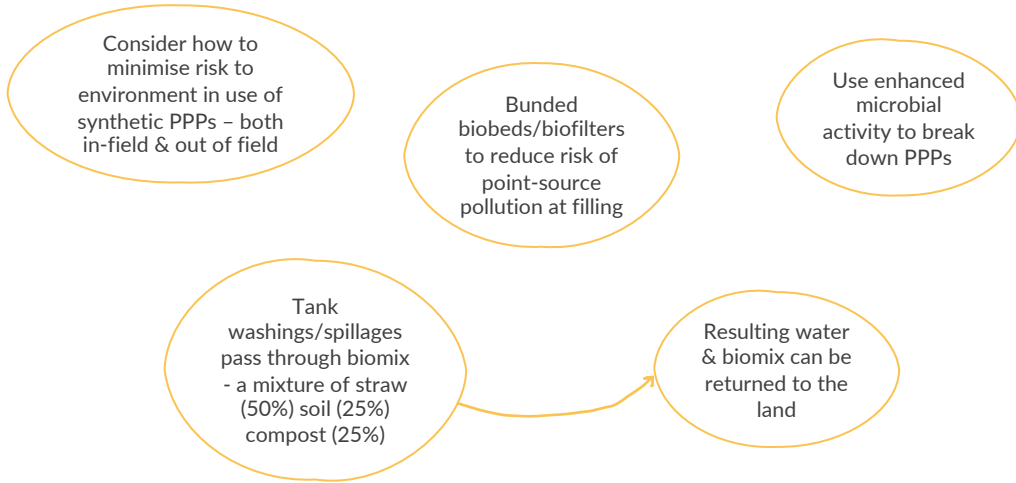 Consider how to
minimise risk to
environment in use of
synthetic PPPs – both
in-field & out of field
Bunded
biobeds/biofilters
to reduce risk of
point-source
pollution at filling
Use enhanced
microbial
activity to break
down PPPs
Tank
washings/spillages
pass through biomix
- a mixture of straw
(50%) soil (25%)
compost (25%)
Resulting water
& biomix can be
returned to the
land